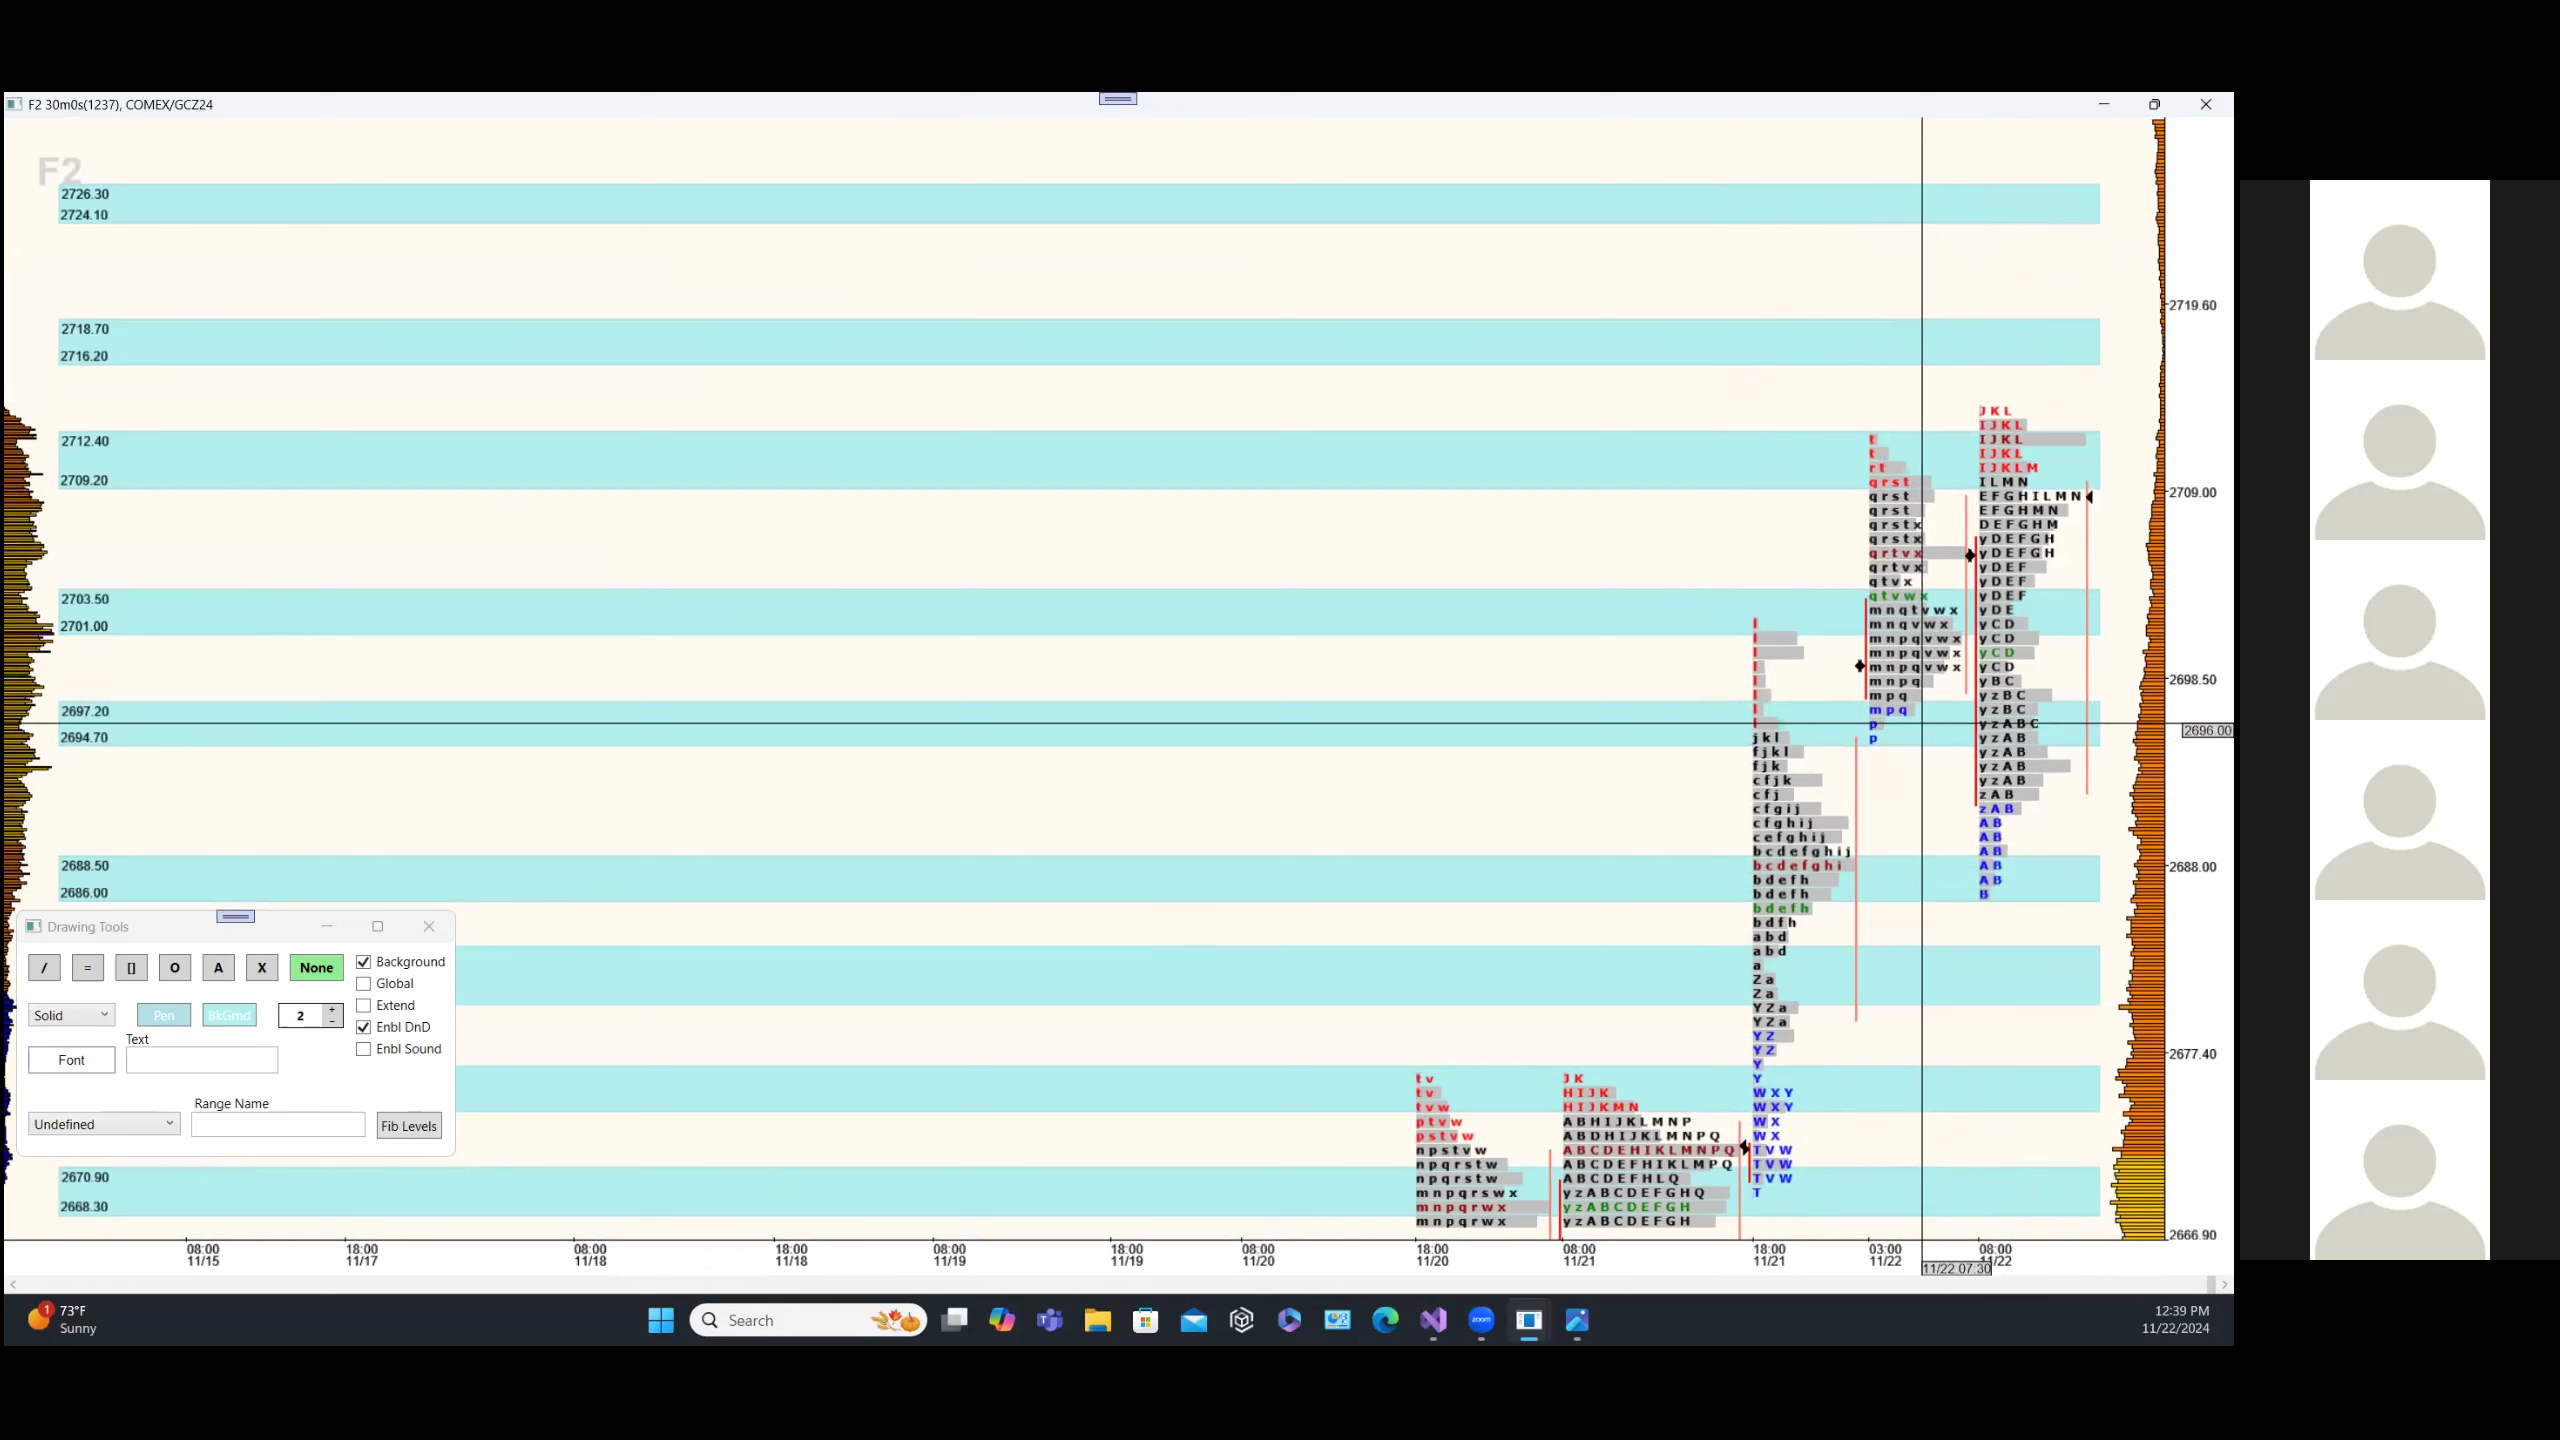 F2 30m0s(1237), COMEX/GCZ24
F2
2726.30
2724.10
2719.60
2718.70
2716.20
2712.40
2709.20
2709.00
2703.50
2701.00
2698.50
2697.20
2696.00
2694.70
2688.50
2688.00
2686.00
2677.40
2670.90
2668.30
2666.90
t v
t v
t v w
p t v w
p s t v w
n p s t v w
n p q r s t w
n p q r s t w
m n p q r s w x
m n p q r w x
m n p q r w x
J K
H I J K
H I J K M N
A B H I J K L M N P
A B D H I J K L M N P Q
A B C D E H I K L M N P Q
A B C D E F H I K L M P Q
A B C D E F H L Q
y z A B C D E F G H Q
y z A B C D E F G H
y z A B C D E F G H
l
l
l
l
l
l
l
l
j k l
f j k l
f j k
c f j k
c f j
c f g i j
c f g h i j
c e f g h i j
b c d e f g h i j
b c d e f g h i
b d e f h
b d e f h
b d e f h
b d f h
a b d
a b d
a
Z a
Z a
Y Z a
Y Z a
Y Z
Y Z
Y
Y
W X Y
W X Y
W X
W X
T V W
T V W
T V W
T
t
t
r t
q r s t
q r s t
q r s t
q r s t x
q r s t x
q r t v x
q r t v x
q t v x
q t v w x
m n q t v w x
m n q v w x
m n p q v w x
m n p q v w x
m n p q v w x
m n p q
m p q
m p q
p
p
J K L
I J K L
I J K L
I J K L
I J K L M
I L M N
E F G H I L M N
E F G H M N
D E F G H M
y D E F G H
y D E F G H
y D E F
y D E F
y D E F
y D E
y C D
y C D
y C D
y C D
y B C
y z B C
y z B C
y z A B C
y z A B
y z A B
y z A B
y z A B
z A B
z A B
A B
A B
A B
A B
A B
B
08:00 18:00 08:00 18:00 08:00 18:00 08:00 18:00 08:00 18:00 03:00 08:00
11/15 11/17 11/18 11/18 11/19 11/19 11/20 11/20 11/21 11/21 11/22 11/22
11/22 07:30
Drawing Tools
/ = [] O A X None
Background
Global
Extend
Enbl DnD
Enbl Sound
Solid Pen BkGrnd 2
Text
Font
Range Name
Undefined Fib Levels
1
73°F
Sunny
Search
zoom
12:39 PM
11/22/2024